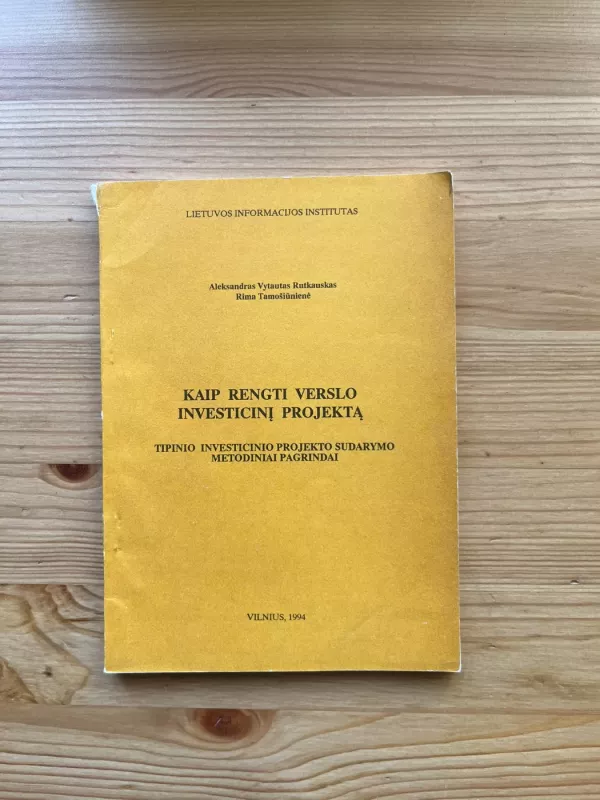 LIETUVOS INFORMACIJOS INSTITUTAS
Aleksandras Vytautas Rutkauskas
Rima Tamošiūnienė
KAIP RENGTI VERSLO
INVESTICINĮ PROJEKTĄ
TIPINIO INVESTICINIO PROJEKTO SUDARYMO
METODINIAI PAGRINDAI
VILNIUS, 1994